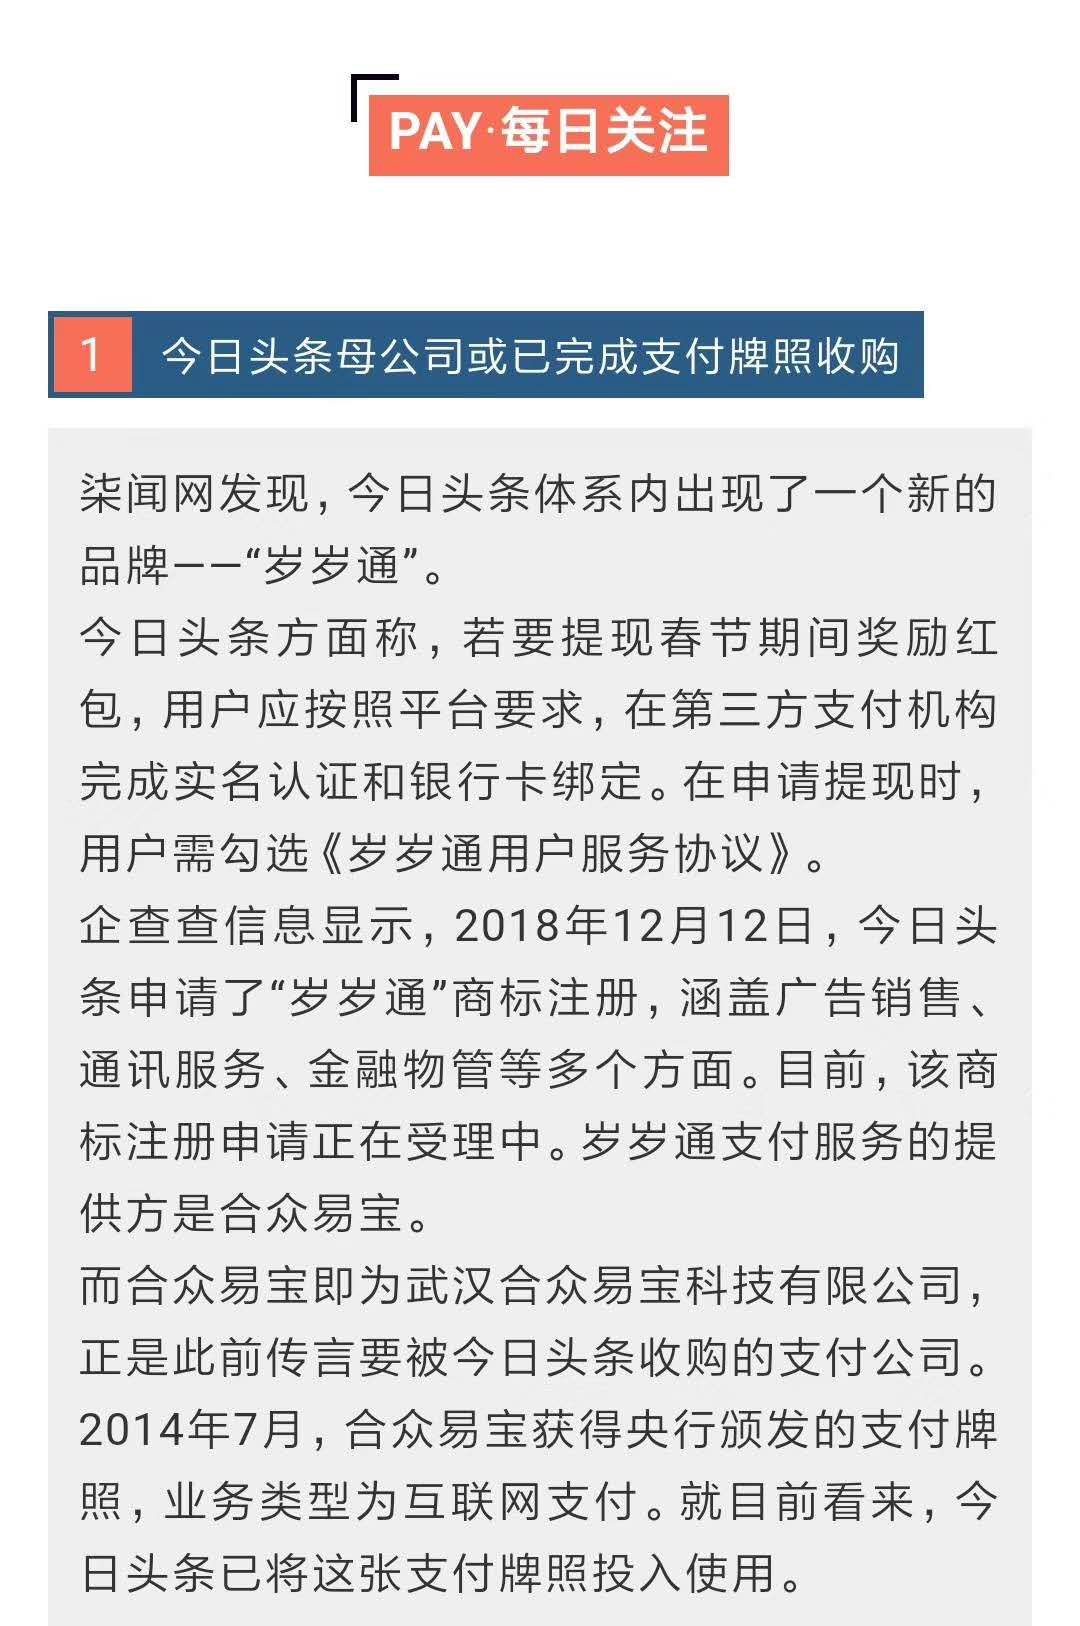 PAY·每日关注
1 今日头条母公司或已完成支付牌照收购
柒闻网发现，今日头条体系内出现了一个新的
品牌——“岁岁通”。
今日头条方面称，若要提现春节期间奖励红
包，用户应按照平台要求，在第三方支付机构
完成实名认证和银行卡绑定。在申请提现时，
用户需勾选《岁岁通用户服务协议》。
企查查信息显示，2018年12月12日，今日头
条申请了“岁岁通”商标注册，涵盖广告销售、
通讯服务、金融物管等多个方面。目前，该商
标注册申请正在受理中。岁岁通支付服务的提
供方是合众易宝。
而合众易宝即为武汉合众易宝科技有限公司，
正是此前传言要被今日头条收购的支付公司。
2014年7月，合众易宝获得央行颁发的支付牌
照，业务类型为互联网支付。就目前看来，今
日头条已将这张支付牌照投入使用。